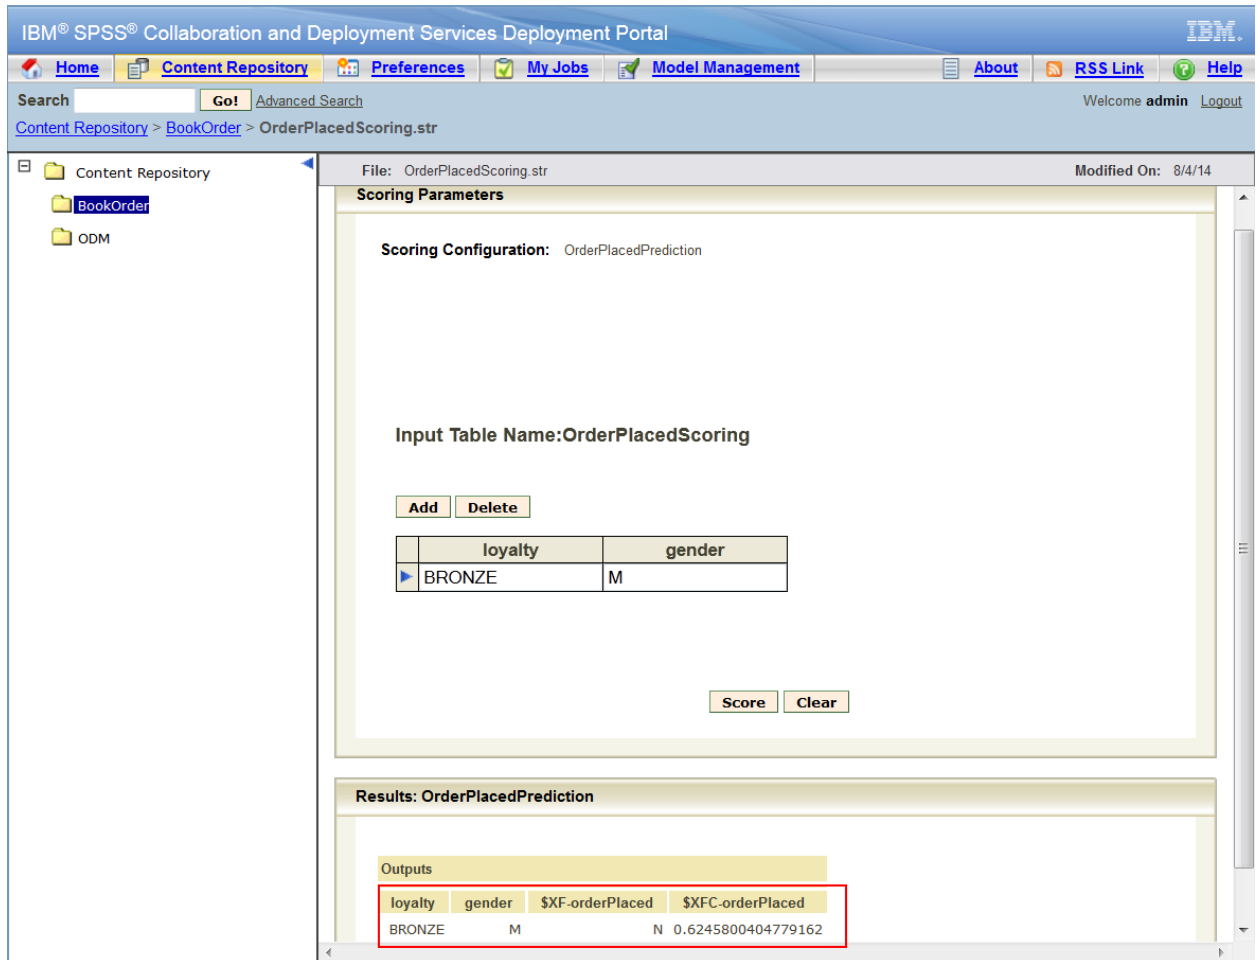 IBM® SPSS® Collaboration and Deployment Services Deployment Portal IBM.
Home Content Repository Preferences My Jobs Model Management About RSS Link Help
Search Go! Advanced Search Welcome admin Logout
Content Repository > BookOrder > OrderPlacedScoring.str
Content Repository
BookOrder
ODM
File: OrderPlacedScoring.str Modified On: 8/4/14
Scoring Parameters
Scoring Configuration: OrderPlacedPrediction
Input Table Name:OrderPlacedScoring
Add Delete
loyalty gender
BRONZE M
Score Clear
Results: OrderPlacedPrediction
Outputs
loyalty gender $XF-orderPlaced $XFC-orderPlaced
BRONZE M N 0.6245800404779162